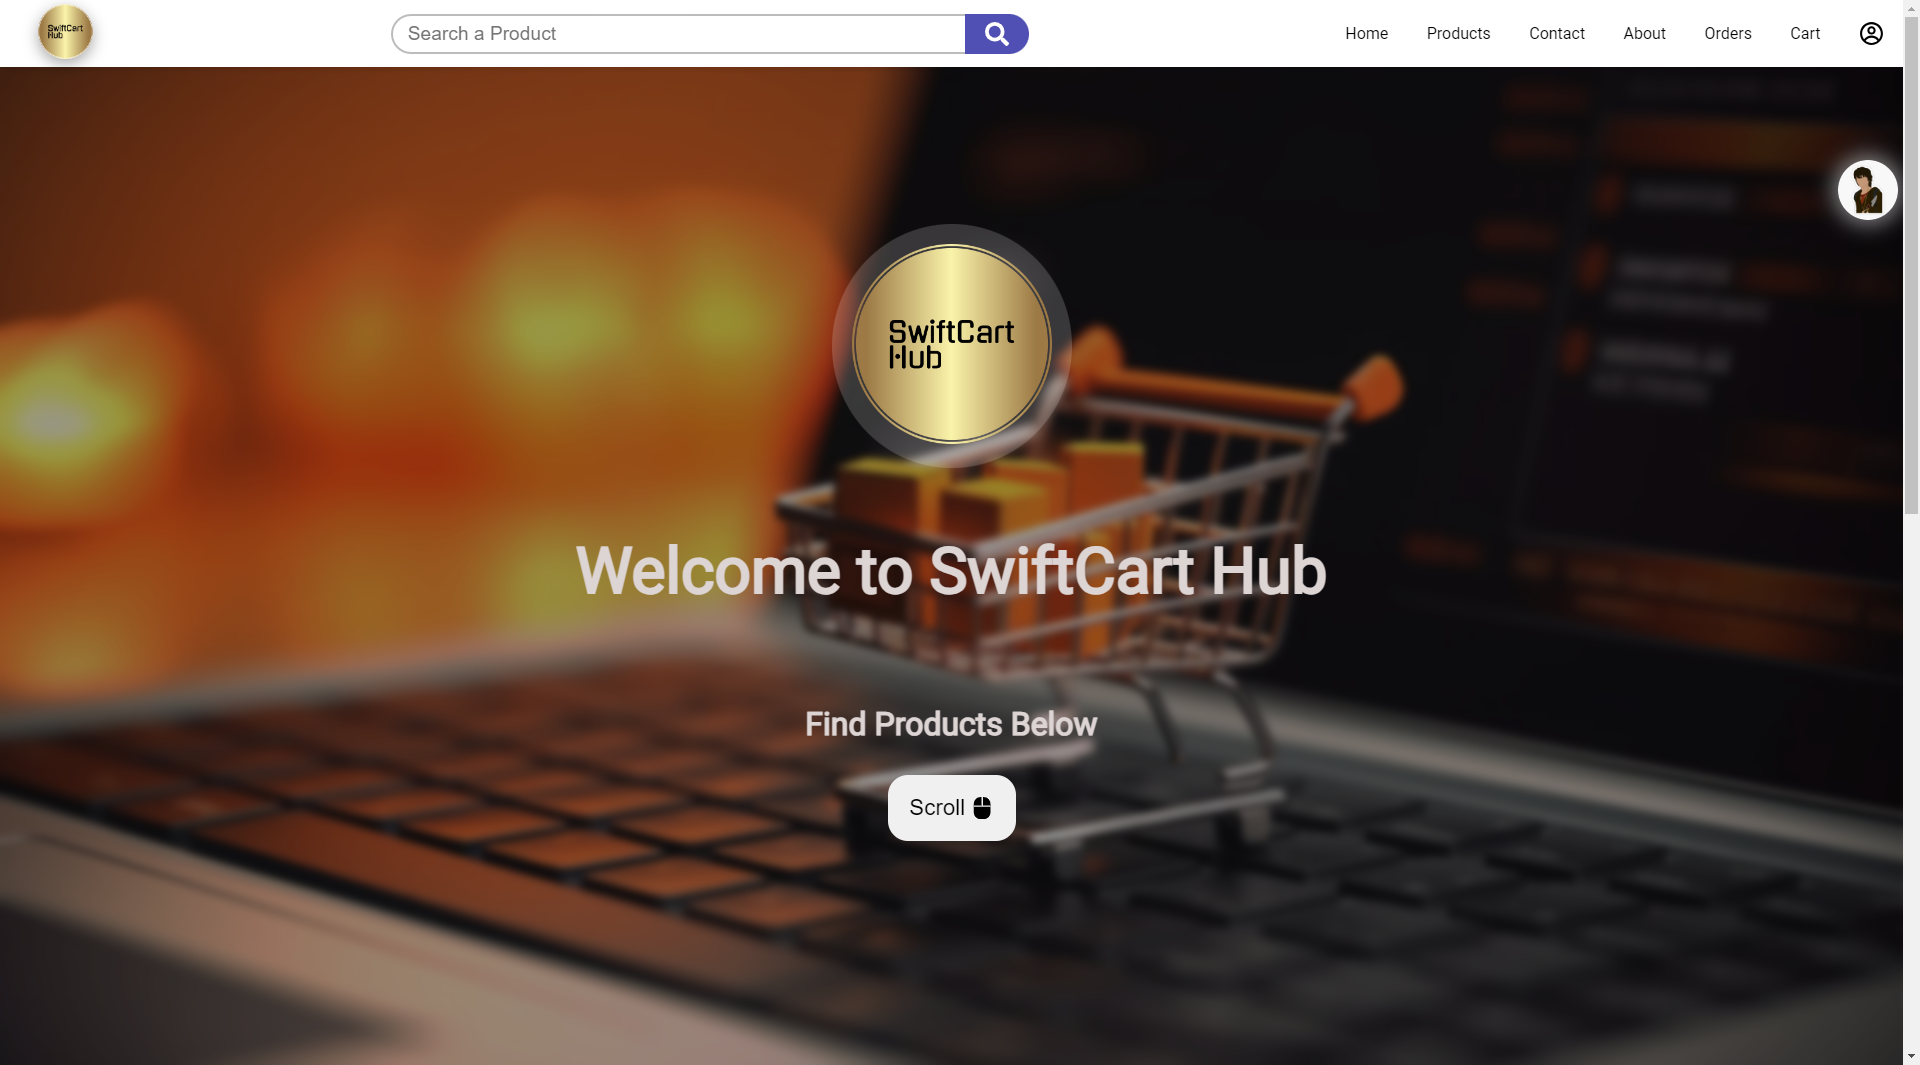 SwiftCart
Hub
Search a Product
Home
Products
Contact
About
Orders
Cart
SwiftCart
Hub
Welcome to SwiftCart Hub
Find Products Below
Scroll